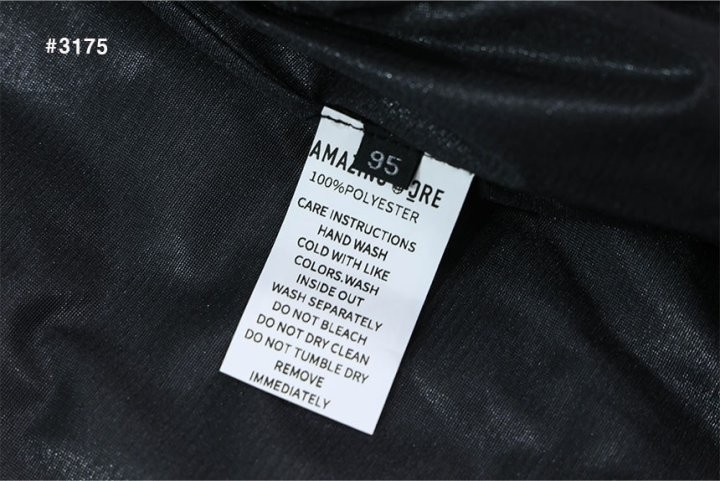 #3175
95
100%POLYESTER
CARE INSTRUCTIONS
HAND WASH
COLD WITH LIKE
COLORS.WASH
INSIDE OUT
WASH SEPARATELY
DO NOT BLEACH
DO NOT DRY CLEAN
DO NOT TUMBLE DRY
REMOVE
IMMEDIATELY